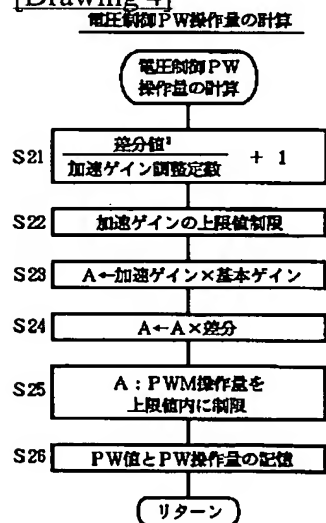 [Drawing 4]
電圧制御PW操作量の計算
電圧制御PW
操作量の計算
S21
差分値²
加速ゲイン調整定数
+ 1
S22 加速ゲインの上限値制限
S23 A←加速ゲイン×基本ゲイン
S24 A←A×差分
S25 A:PWM操作量を
上限値内に制限
S26 PW値とPW操作量の記憶
リターン